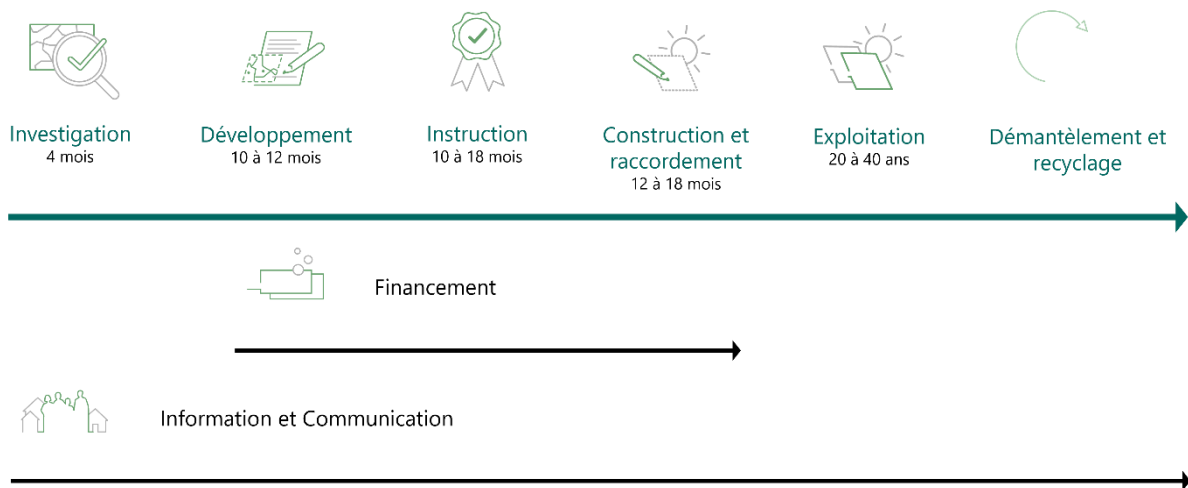 Investigation
4 mois
Développement
10 à 12 mois
Instruction
10 à 18 mois
Construction et
raccordement
12 à 18 mois
Exploitation
20 à 40 ans
Démantèlement et
recyclage
Financement
Information et Communication